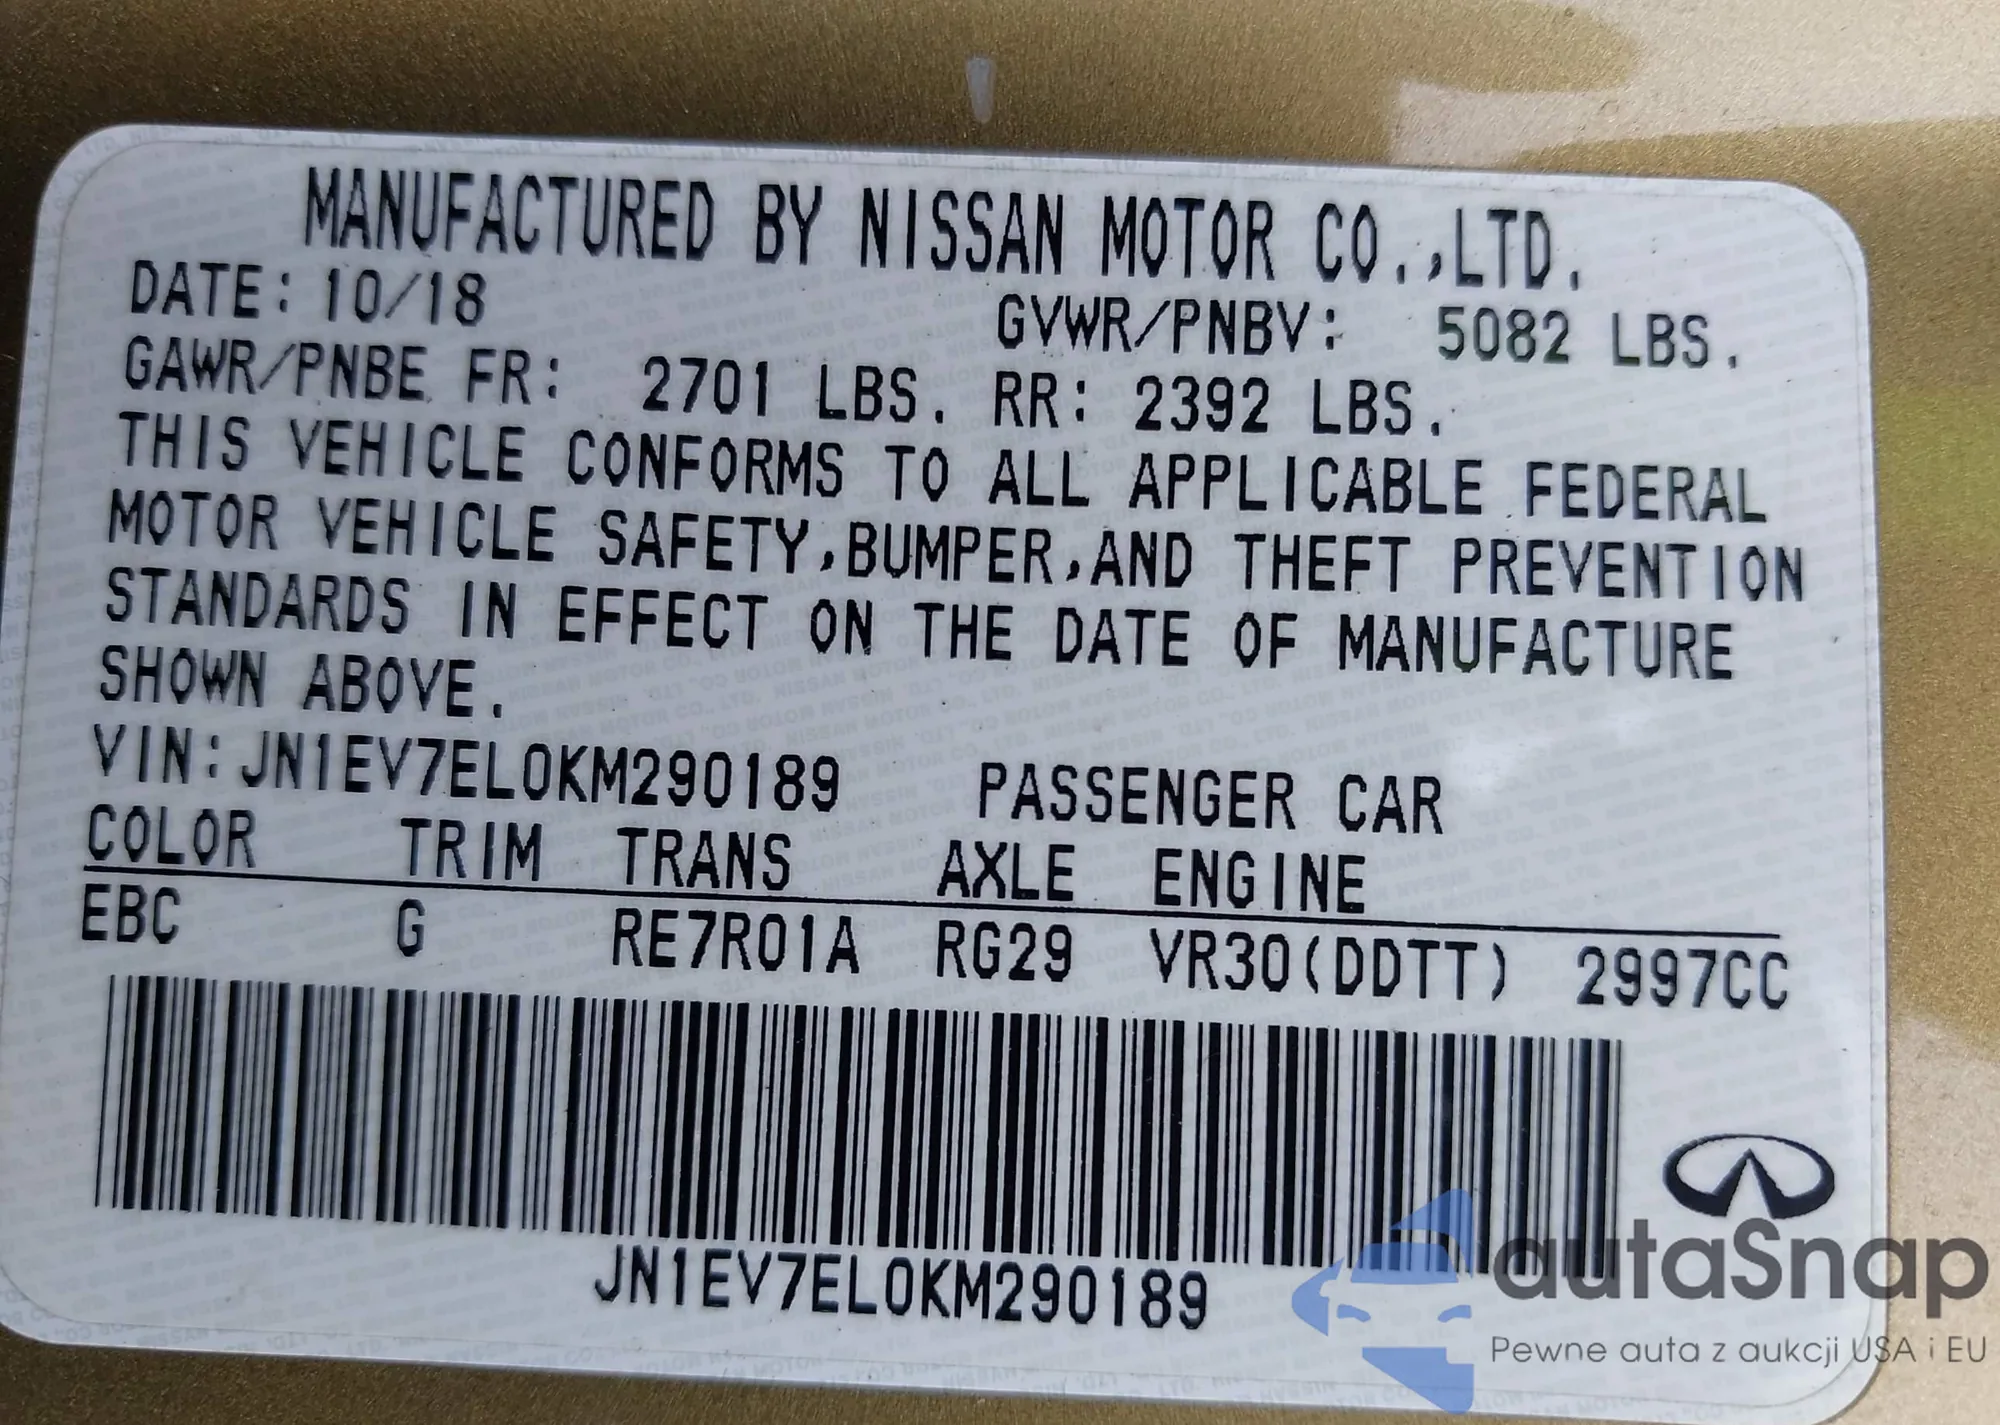 MANUFACTURED BY NISSAN MOTOR CO.,LTD.
DATE: 10/18 GVWR/PNBV: 5082 LBS.
GAWR/PNBE FR: 2701 LBS. RR: 2392 LBS.
THIS VEHICLE CONFORMS TO ALL APPLICABLE FEDERAL
MOTOR VEHICLE SAFETY,BUMPER,AND THEFT PREVENTION
STANDARDS IN EFFECT ON THE DATE OF MANUFACTURE
SHOWN ABOVE.
VIN:JN1EV7EL0KM290189 PASSENGER CAR
COLOR TRIM TRANS AXLE ENGINE
EBC G RE7R01A RG29 VR30(DDTT) 2997CC
JN1EV7EL0KM290189
autaSnap
Pewne auta z aukcji USA i EU